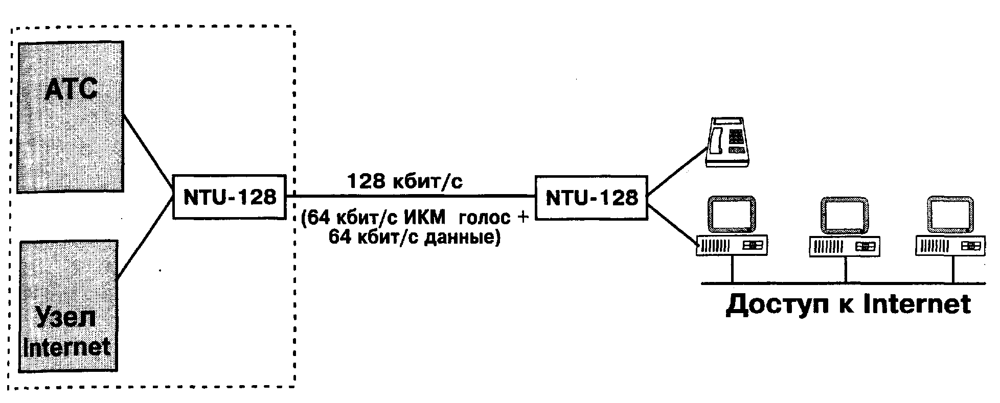 АТС
NTU-128
128 кбит/с
(64 кбит/с ИКМ голос +
64 кбит/с данные)
NTU-128
Узел
Internet
Доступ к Internet